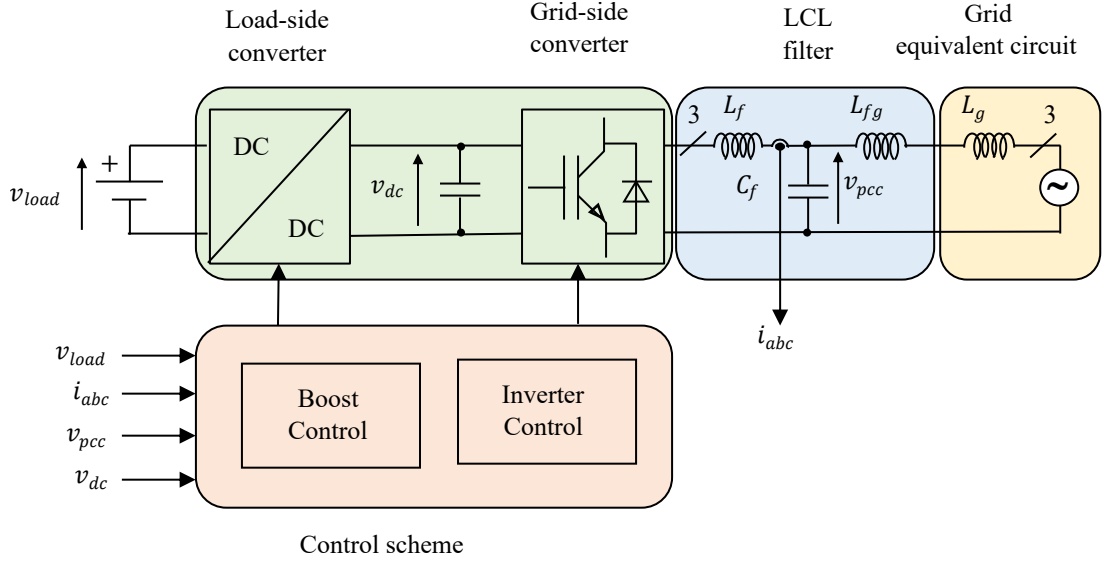 Load-side
converter
Grid-side
converter
LCL
filter
Grid
equivalent circuit
DC
DC
+
v_load
v_dc
3
L_f
C_f
L_fg
v_pcc
L_g
3
~
i_abc
v_load
i_abc
v_pcc
v_dc
Boost
Control
Inverter
Control
Control scheme